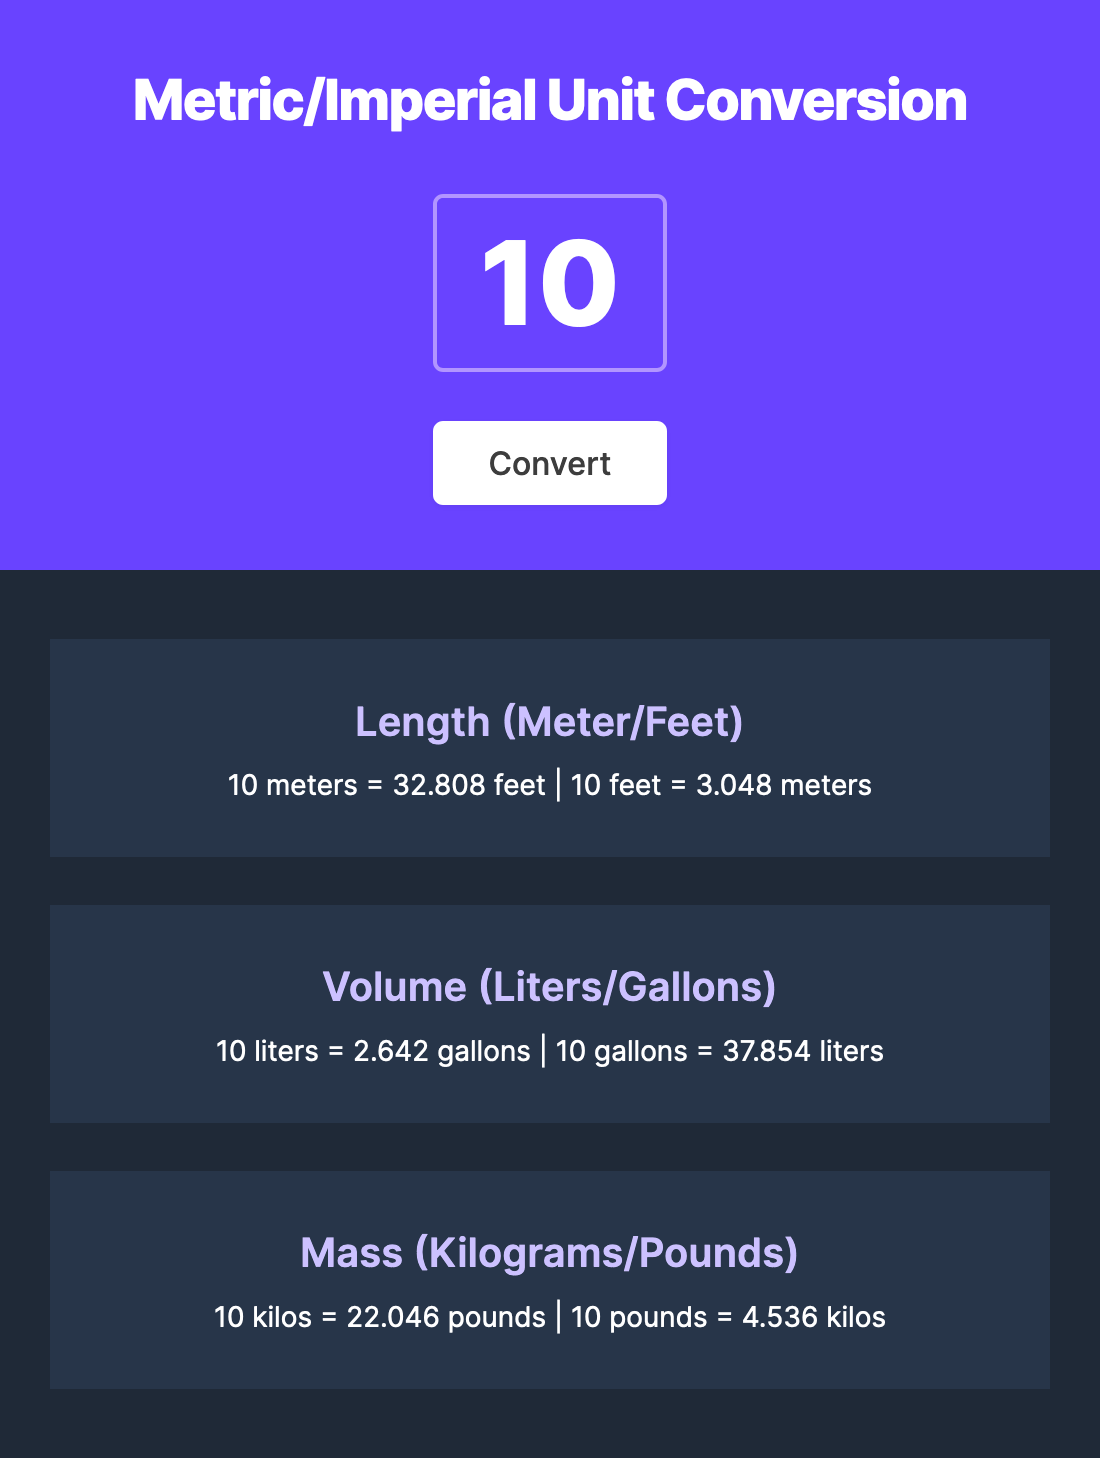 Metric/Imperial Unit Conversion
10
Convert
Length (Meter/Feet)
10 meters = 32.808 feet | 10 feet = 3.048 meters
Volume (Liters/Gallons)
10 liters = 2.642 gallons | 10 gallons = 37.854 liters
Mass (Kilograms/Pounds)
10 kilos = 22.046 pounds | 10 pounds = 4.536 kilos